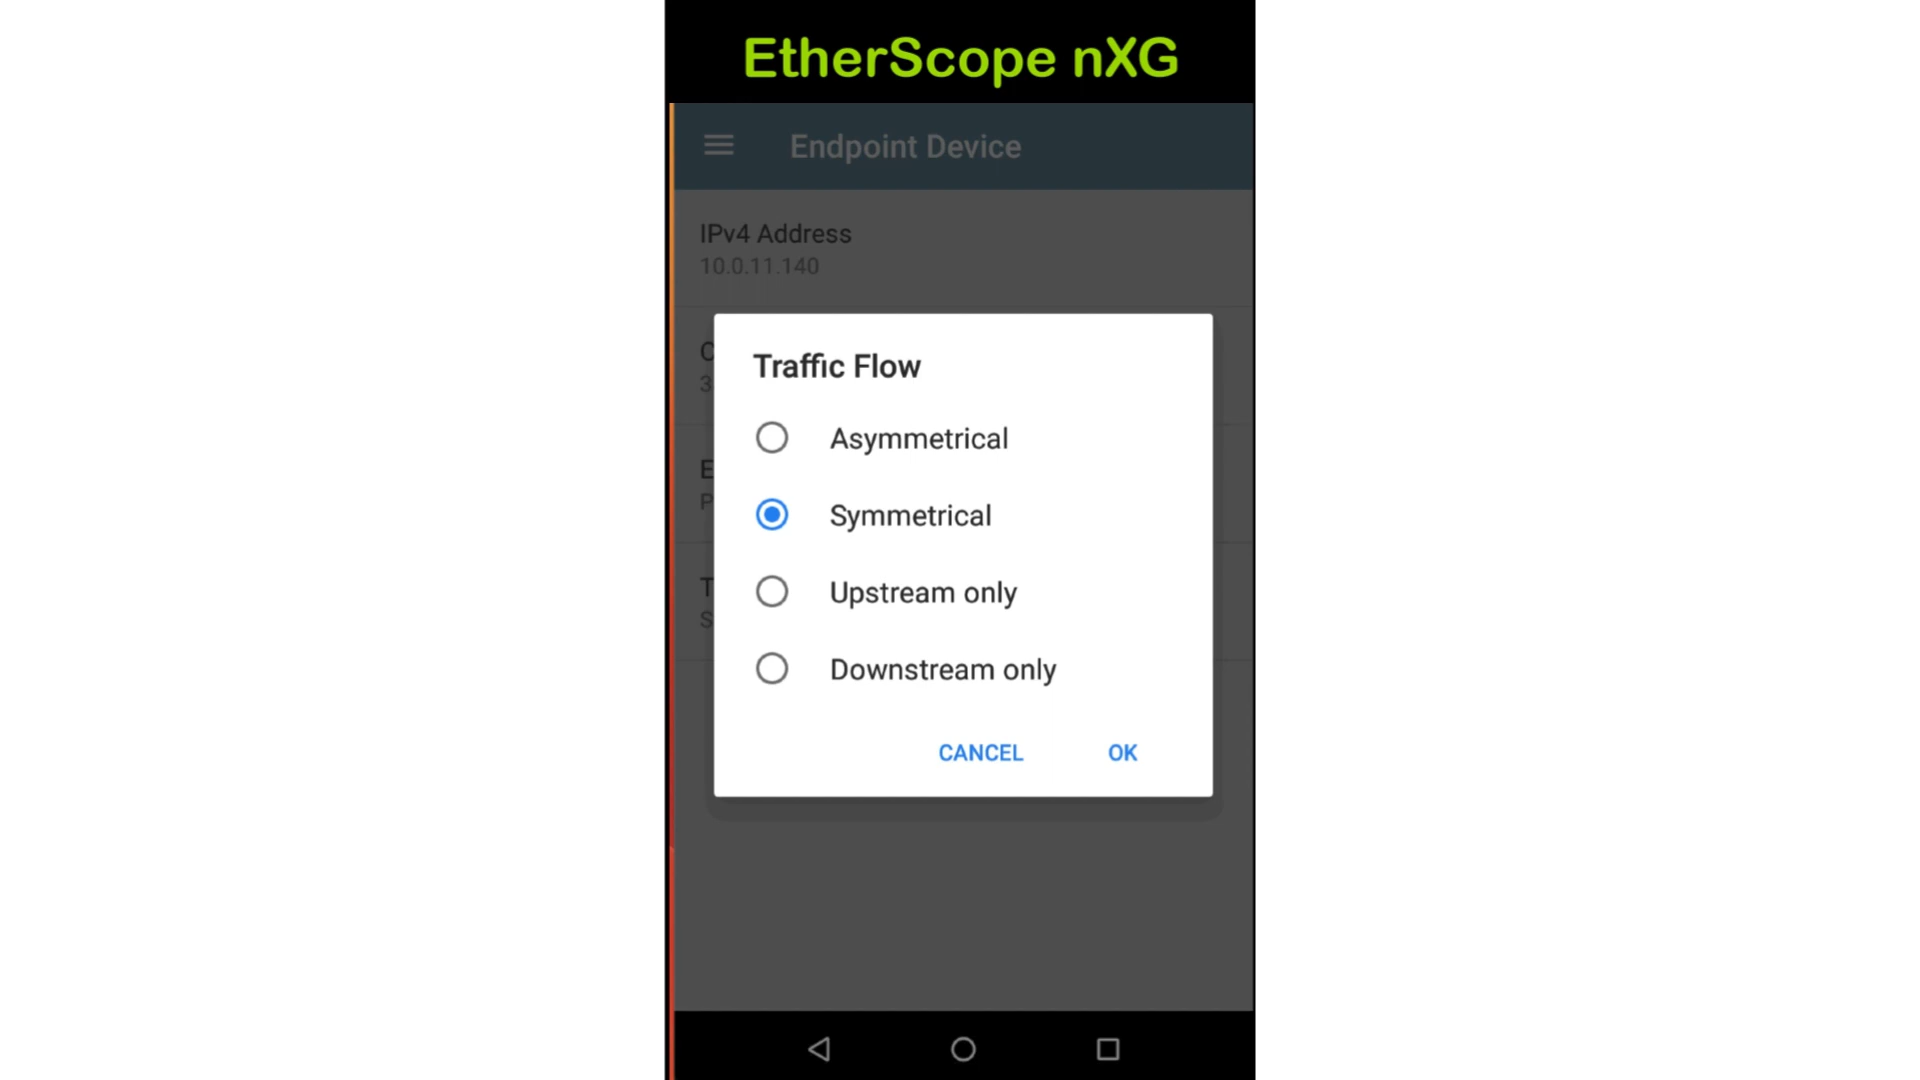 EtherScope nXG
Endpoint Device
IPv4 Address
10.0.11.140
Traffic Flow
Asymmetrical
Symmetrical
Upstream only
Downstream only
CANCEL OK